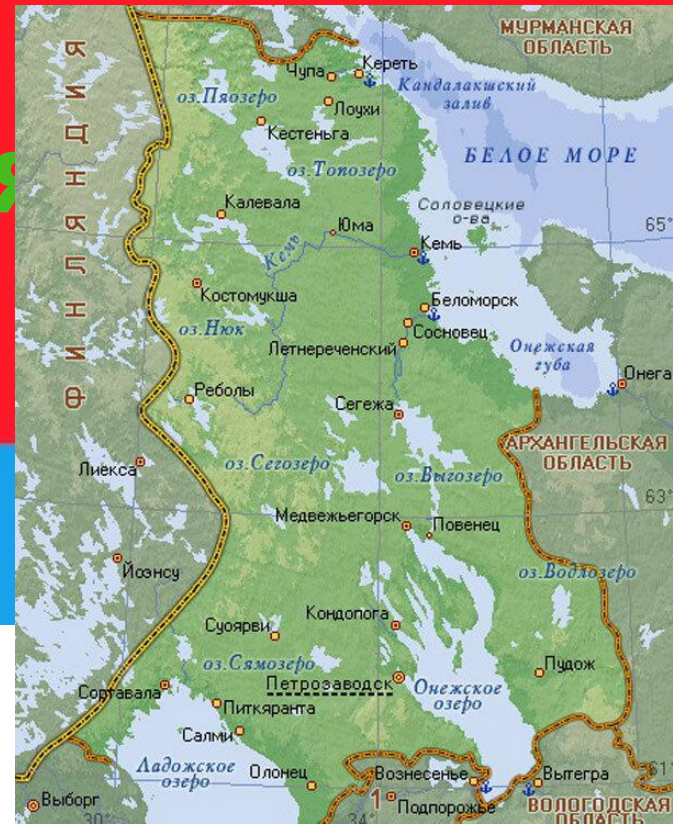 МУРМАНСКАЯ
ОБЛАСТЬ
Чупа
Кереть
Кандалакшский
залив
оз.Пяозеро
Лоухи
Кестеньга
БЕЛОЕ МОРЕ
оз.Топозеро
Я
ФИНЛЯНДИЯ
Калевала
Юма
Соловецкие
о-ва
65°
Кемь
Кемь
Костомукша
Беломорск
Сосновец
оз.Нюк
Летнереченский
Онежская
губа
Онега
Реболы
Сегежа
АРХАНГЕЛЬСКАЯ
ОБЛАСТЬ
Лиекса
оз.Сегозеро
оз.Выгозеро
63°
Медвежьегорск
Повенец
Йоэнсу
оз.Водлозеро
Кондопога
Суоярви
оз.Сямозеро
Пудож
Петрозаводск
Онежское
озеро
Сортавала
Питкяранта
Салми
Ладожское
озеро
Олонец
Вознесенье
Вытегра
61°
Выборг
30°
34°
1
Подпорожье
ВОЛОГОДСКАЯ
ОБЛАСТЬ